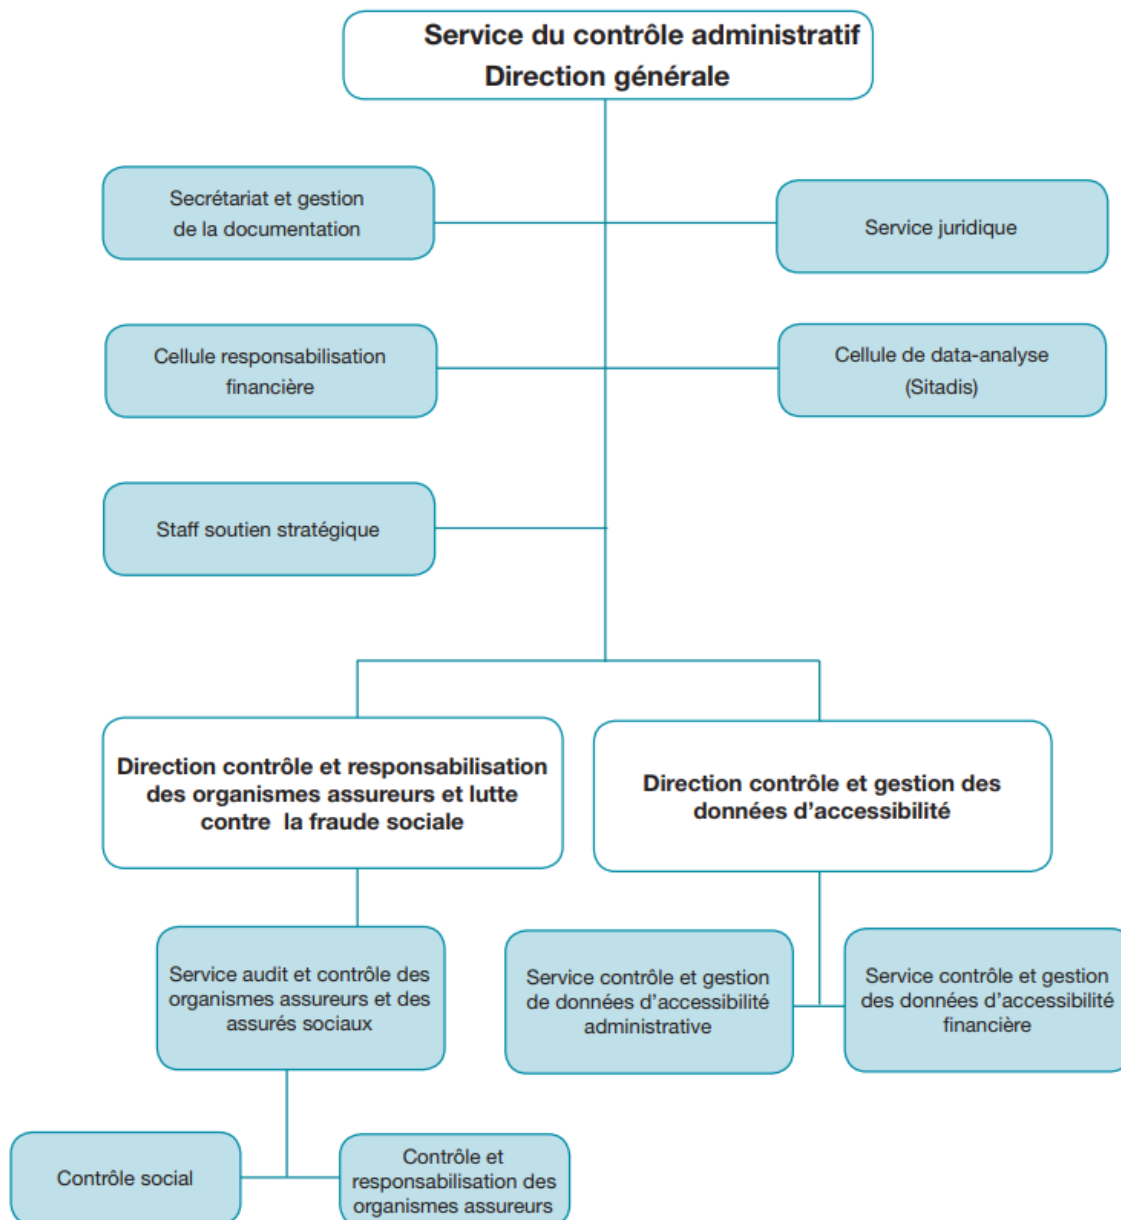 Service du contrôle administratif
Direction générale
Secrétariat et gestion
de la documentation
Service juridique
Cellule responsabilisation
financière
Cellule de data-analyse
(Sitadis)
Staff soutien stratégique
Direction contrôle et responsabilisation
des organismes assureurs et lutte
contre la fraude sociale
Direction contrôle et gestion des
données d’accessibilité
Service audit et contrôle des
organismes assureurs et des
assurés sociaux
Service contrôle et gestion
de données d’accessibilité
administrative
Service contrôle et gestion
des données d’accessibilité
financière
Contrôle social
Contrôle et
responsabilisation des
organismes assureurs